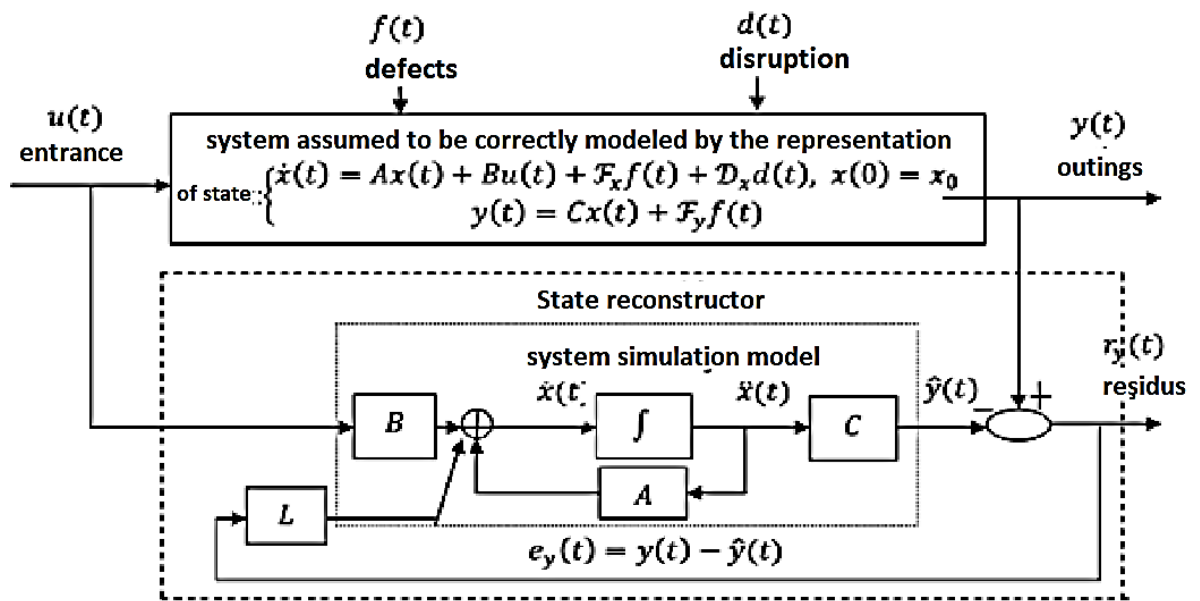 f(t)
defects
d(t)
disruption
u(t)
entrance
system assumed to be correctly modeled by the representation
of state::{ẋ(t) = Ax(t) + Bu(t) + ℱₓf(t) + 𝒟ₓd(t), x(0) = x₀
y(t) = Cx(t) + ℱᵧf(t)
y(t)
outings
State reconstructor
system simulation model
B
ẋ(t)
∫
x̂(t)
C
ŷ(t)
−
+
rᵧ(t)
residus
A
L
eᵧ(t) = y(t) − ŷ(t)